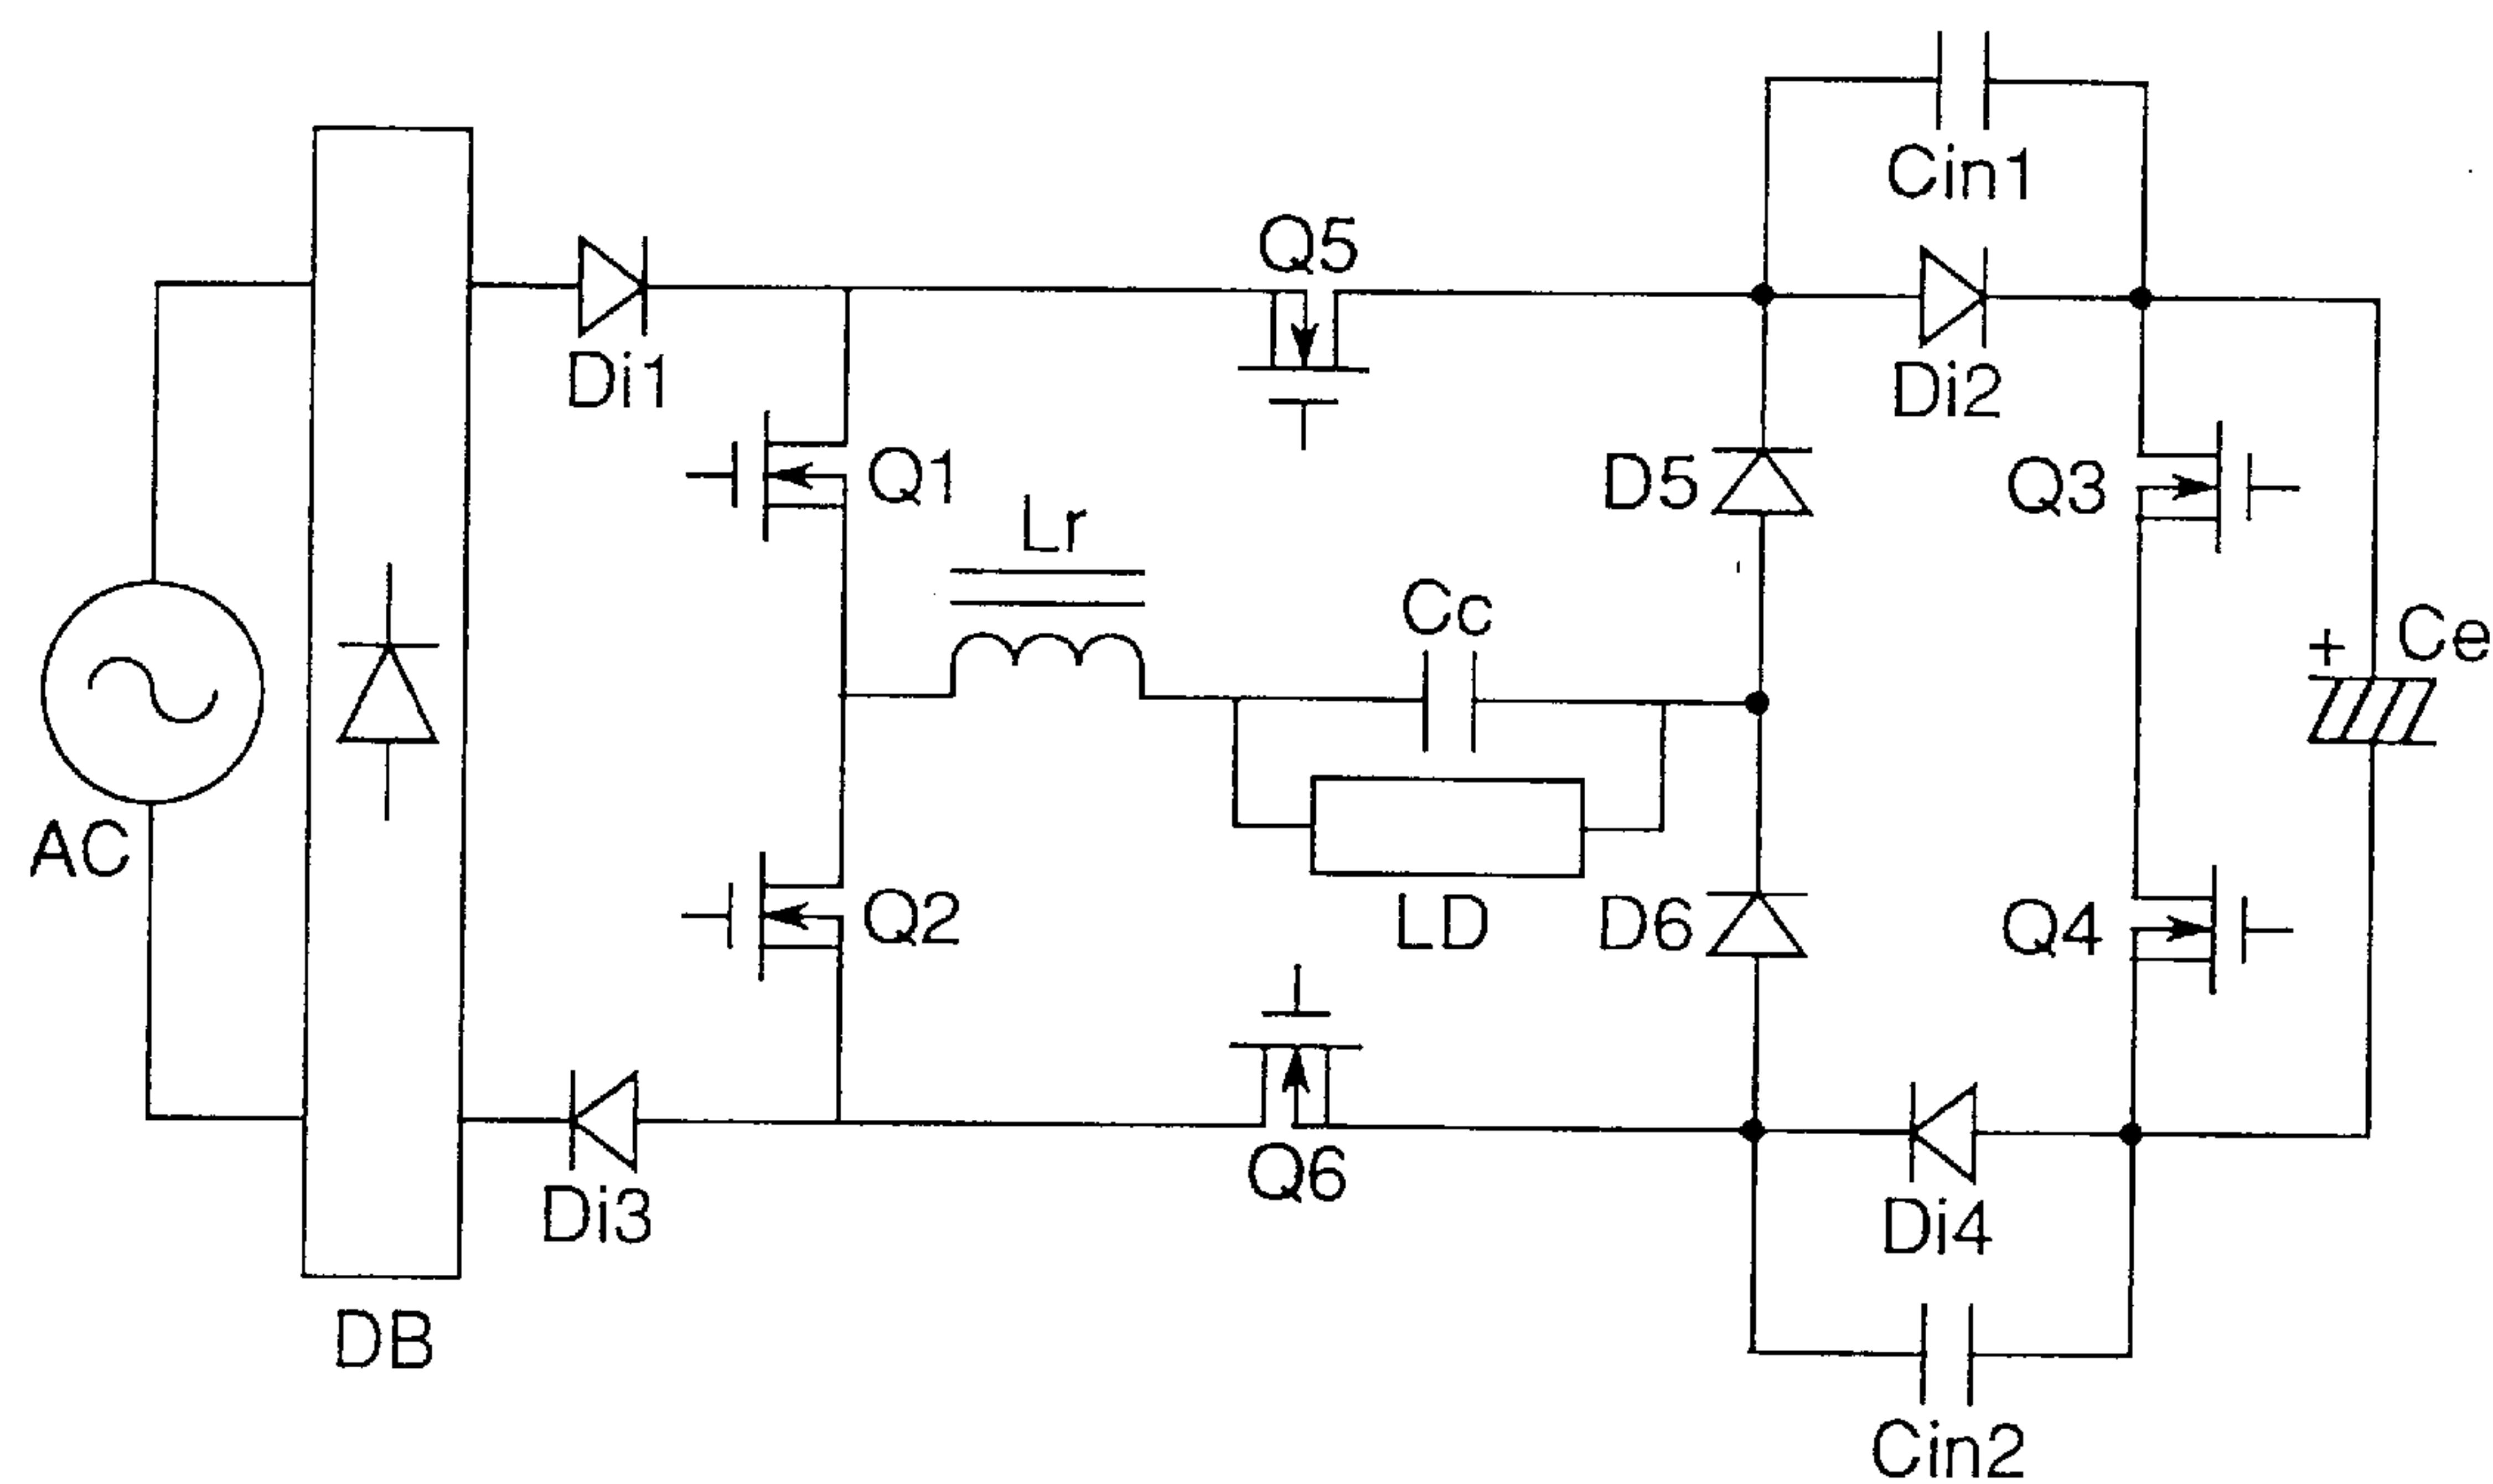 Cin1
Q5
Di1
Di2
Q1
D5
Q3
Lr
Cc
+
Ce
AC
Q2
LD
D6
Q4
Q6
Di3
Di4
DB
Cin2